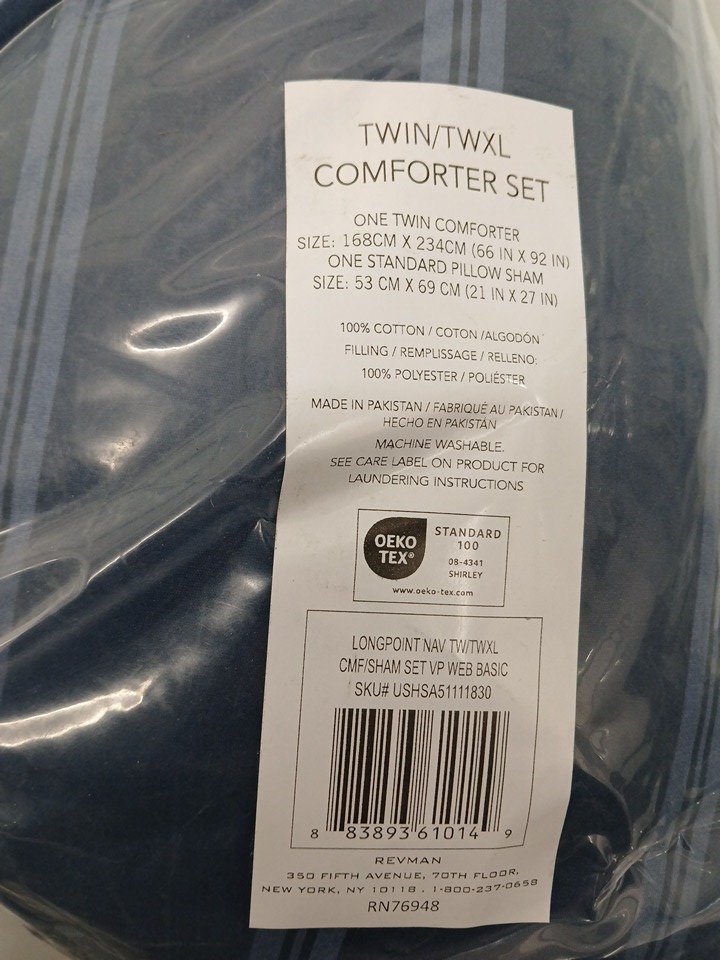 TWIN/TWXL
COMFORTER SET
ONE TWIN COMFORTER
SIZE: 168CM X 234CM (66 IN X 92 IN)
ONE STANDARD PILLOW SHAM
SIZE: 53 CM X 69 CM (21 IN X 27 IN)
100% COTTON / COTON /ALGODÓN
FILLING / REMPLISSAGE / RELLENO:
100% POLYESTER / POLIÉSTER
MADE IN PAKISTAN / FABRIQUÉ AU PAKISTAN /
HECHO EN PAKISTÁN
MACHINE WASHABLE.
SEE CARE LABEL ON PRODUCT FOR
LAUNDERING INSTRUCTIONS
OEKO
TEX®
STANDARD
100
08-4341
SHIRLEY
www.oeko-tex.com
LONGPOINT NAV TW/TWXL
CMF/SHAM SET VP WEB BASIC
SKU# USHSA51111830
8 83893 61014 9
REVMAN
350 FIFTH AVENUE, 70TH FLOOR,
NEW YORK, NY 10118 . 1-800-237-0658
RN76948